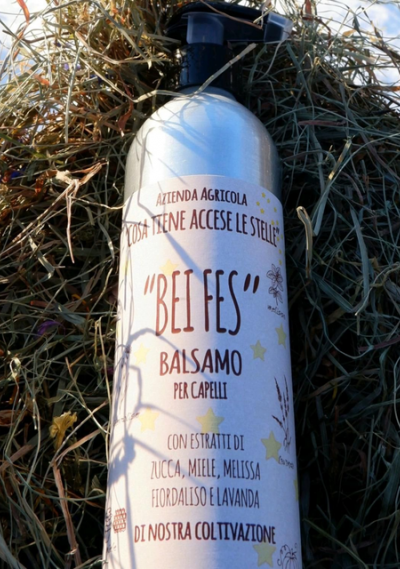 AZIENDA AGRICOLA
"COSA TIENE ACCESE LE STELLE"
"BEI FES"
BALSAMO
PER CAPELLI
CON ESTRATTI DI
ZUCCA, MIELE, MELISSA
FIORDALISO E LAVANDA
DI NOSTRA COLTIVAZIONE